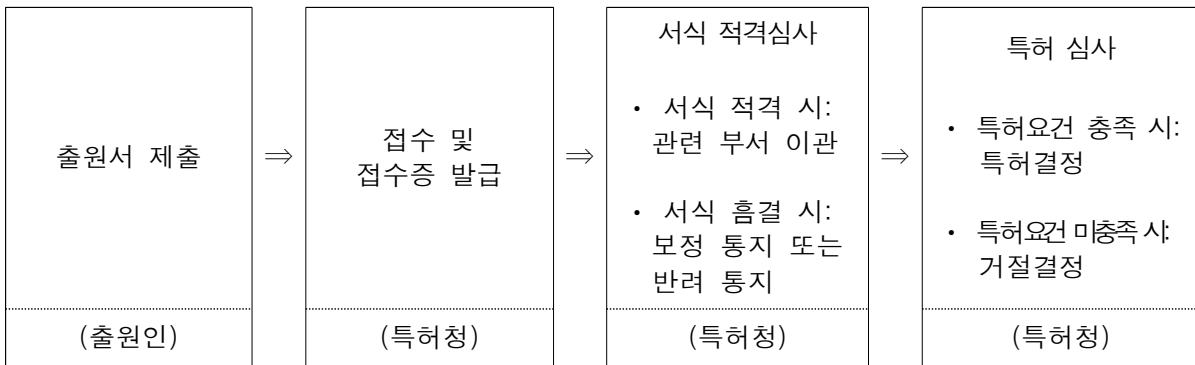 출원서 제출
(출원인)
⇒
접수 및
접수증 발급
(특허청)
⇒
서식 적격심사
• 서식 적격 시:
관련 부서 이관
• 서식 흠결 시:
보정 통지 또는
반려 통지
(특허청)
⇒
특허 심사
• 특허요건 충족 시:
특허결정
• 특허요건 미충족 시:
거절결정
(특허청)